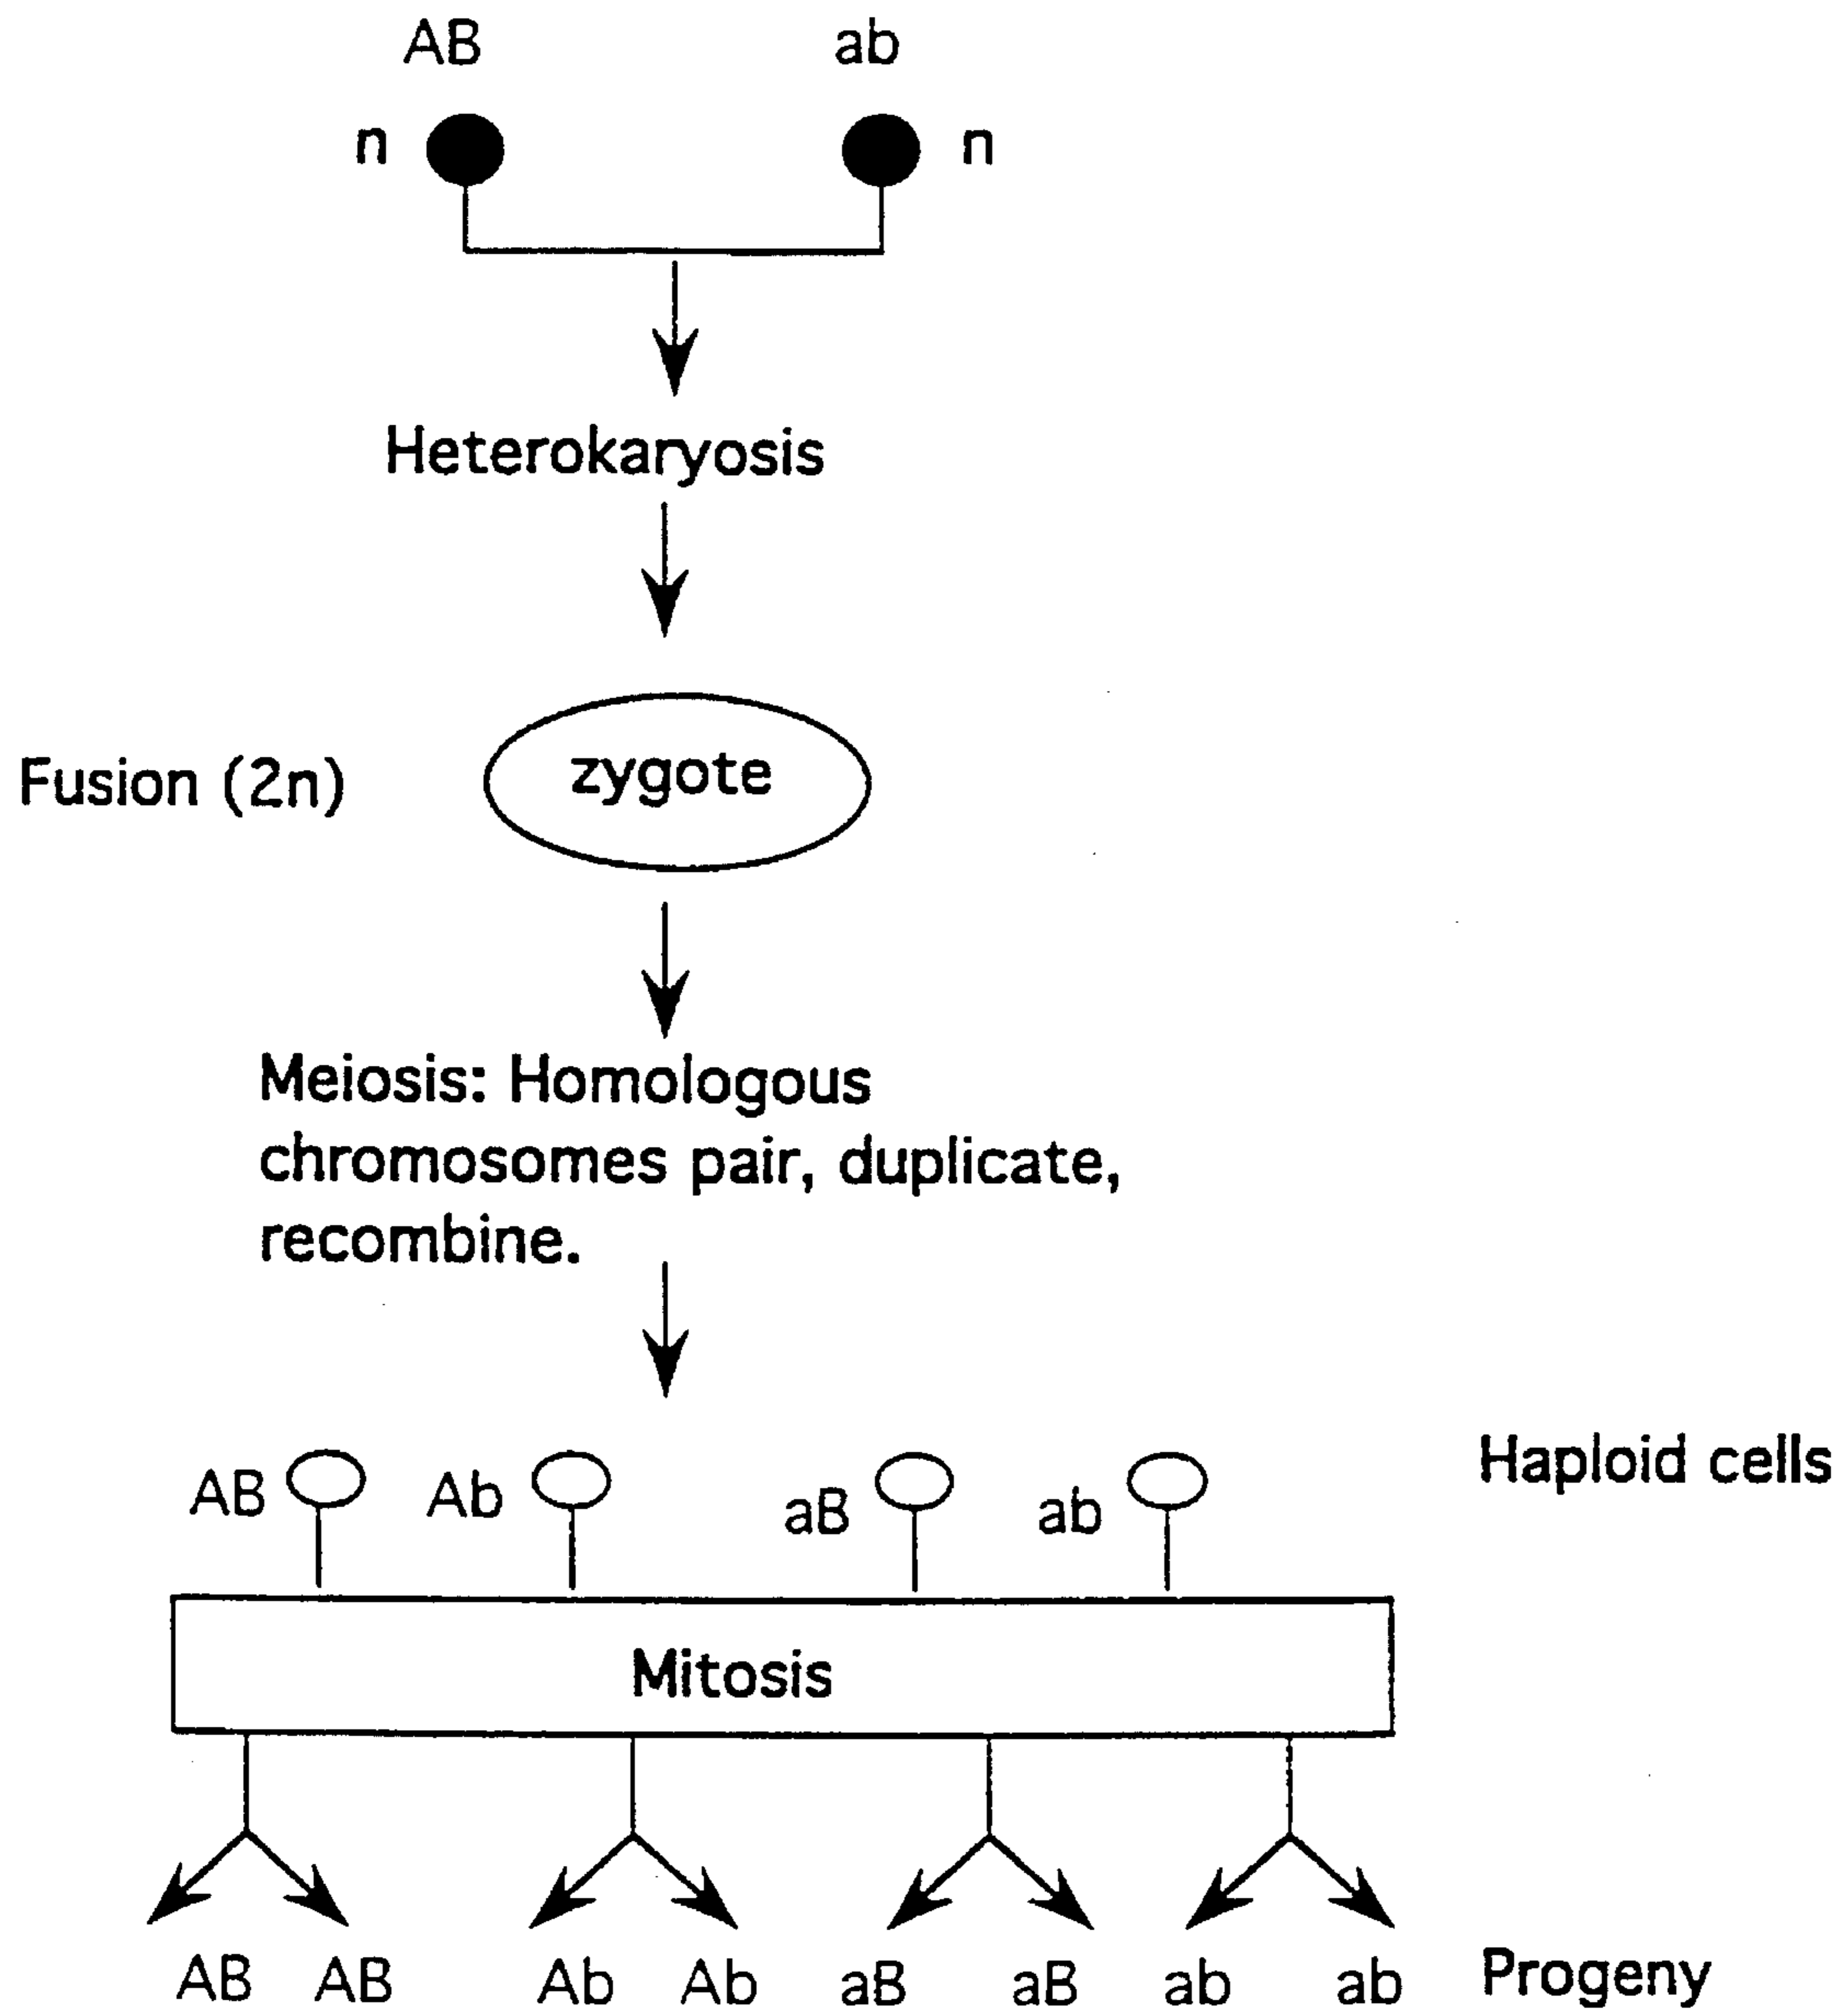 AB ab
n n
Heterokaryosis
Fusion (2n) zygote
Meiosis: Homologous
chromosomes pair, duplicate,
recombine.
Haploid cells
AB Ab aB ab
Mitosis
AB AB Ab Ab aB aB ab ab Progeny